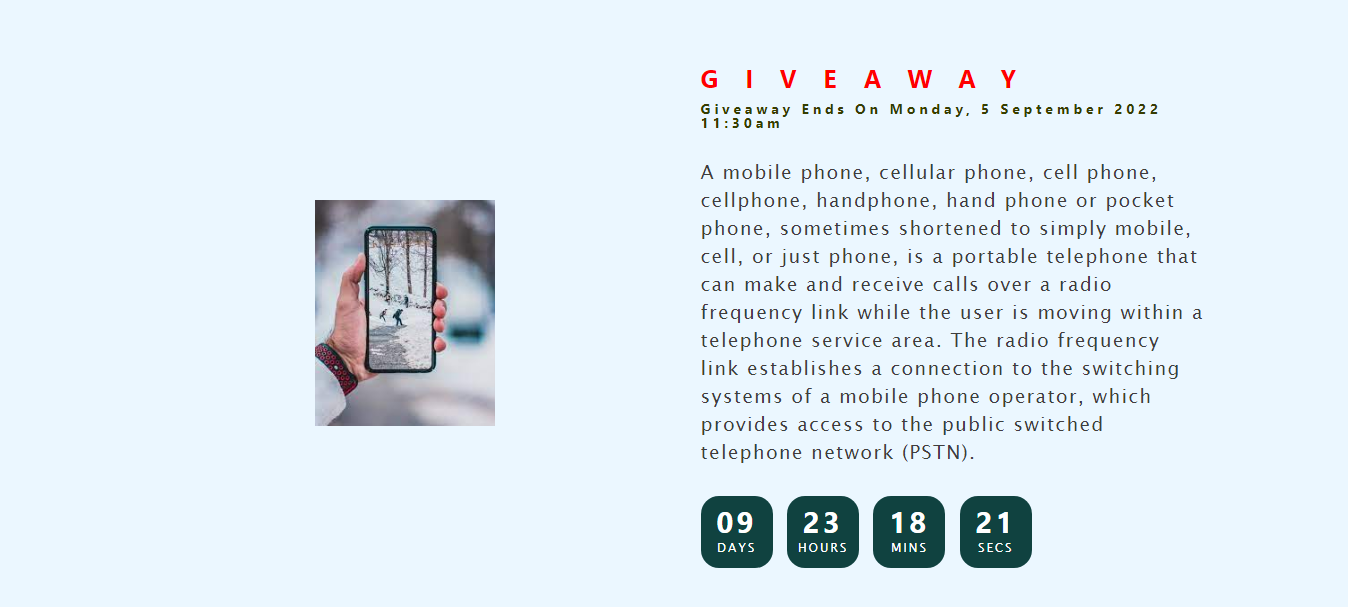 GIVEAWAY
Giveaway Ends On Monday, 5 September 2022
11:30am
A mobile phone, cellular phone, cell phone,
cellphone, handphone, hand phone or pocket
phone, sometimes shortened to simply mobile,
cell, or just phone, is a portable telephone that
can make and receive calls over a radio
frequency link while the user is moving within a
telephone service area. The radio frequency
link establishes a connection to the switching
systems of a mobile phone operator, which
provides access to the public switched
telephone network (PSTN).
09 23 18 21
DAYS HOURS MINS SECS